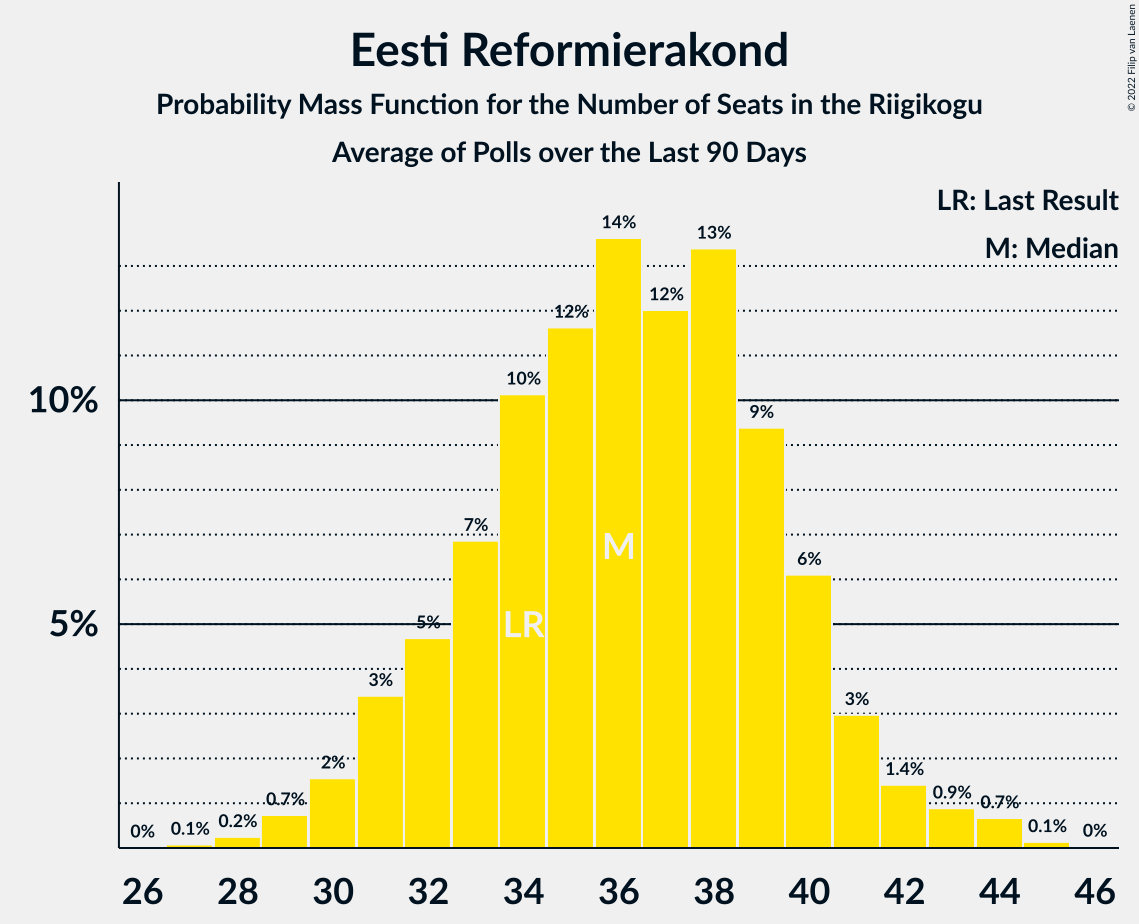 Eesti Reformierakond
Probability Mass Function for the Number of Seats in the Riigikogu
Average of Polls over the Last 90 Days
© 2022 Filip van Laenen
LR: Last Result
M: Median
10%
5%
0%
0.1%
0.2%
0.7%
2%
3%
5%
7%
10%
12%
14%
12%
13%
9%
6%
3%
1.4%
0.9%
0.7%
0.1%
0%
M
LR
26 28 30 32 34 36 38 40 42 44 46